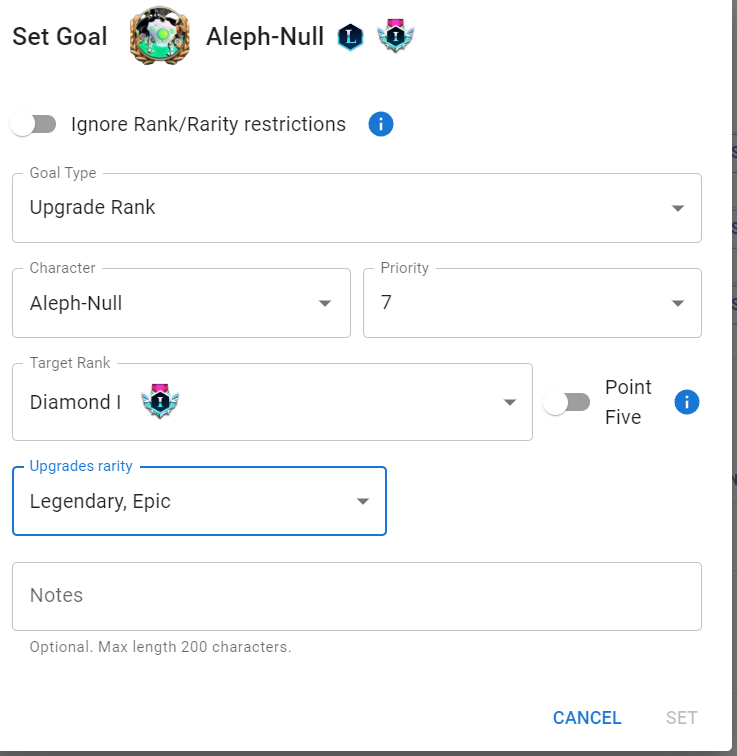 Set Goal Aleph-Null L I
Ignore Rank/Rarity restrictions i
Goal Type
Upgrade Rank
Character
Aleph-Null
Priority
7
Target Rank
Diamond I I
Point
Five
i
Upgrades rarity
Legendary, Epic
Notes
Optional. Max length 200 characters.
CANCEL SET